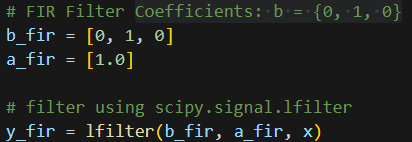 # FIR Filter Coefficients: b = {0, 1, 0}
b_fir = [0, 1, 0]
a_fir = [1.0]
# filter using scipy.signal.lfilter
y_fir = lfilter(b_fir, a_fir, x)